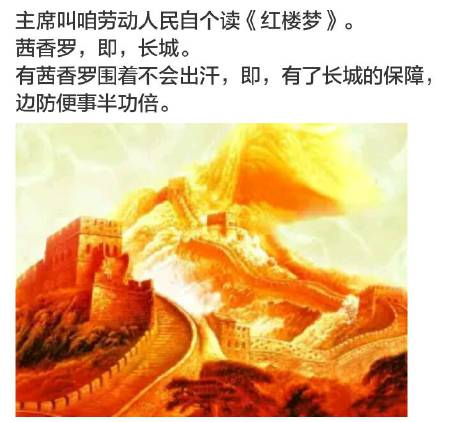 主席叫咱劳动人民自个读《红楼梦》。
茜香罗，即，长城。
有茜香罗围着不会出汗，即，有了长城的保障，
边防便事半功倍。